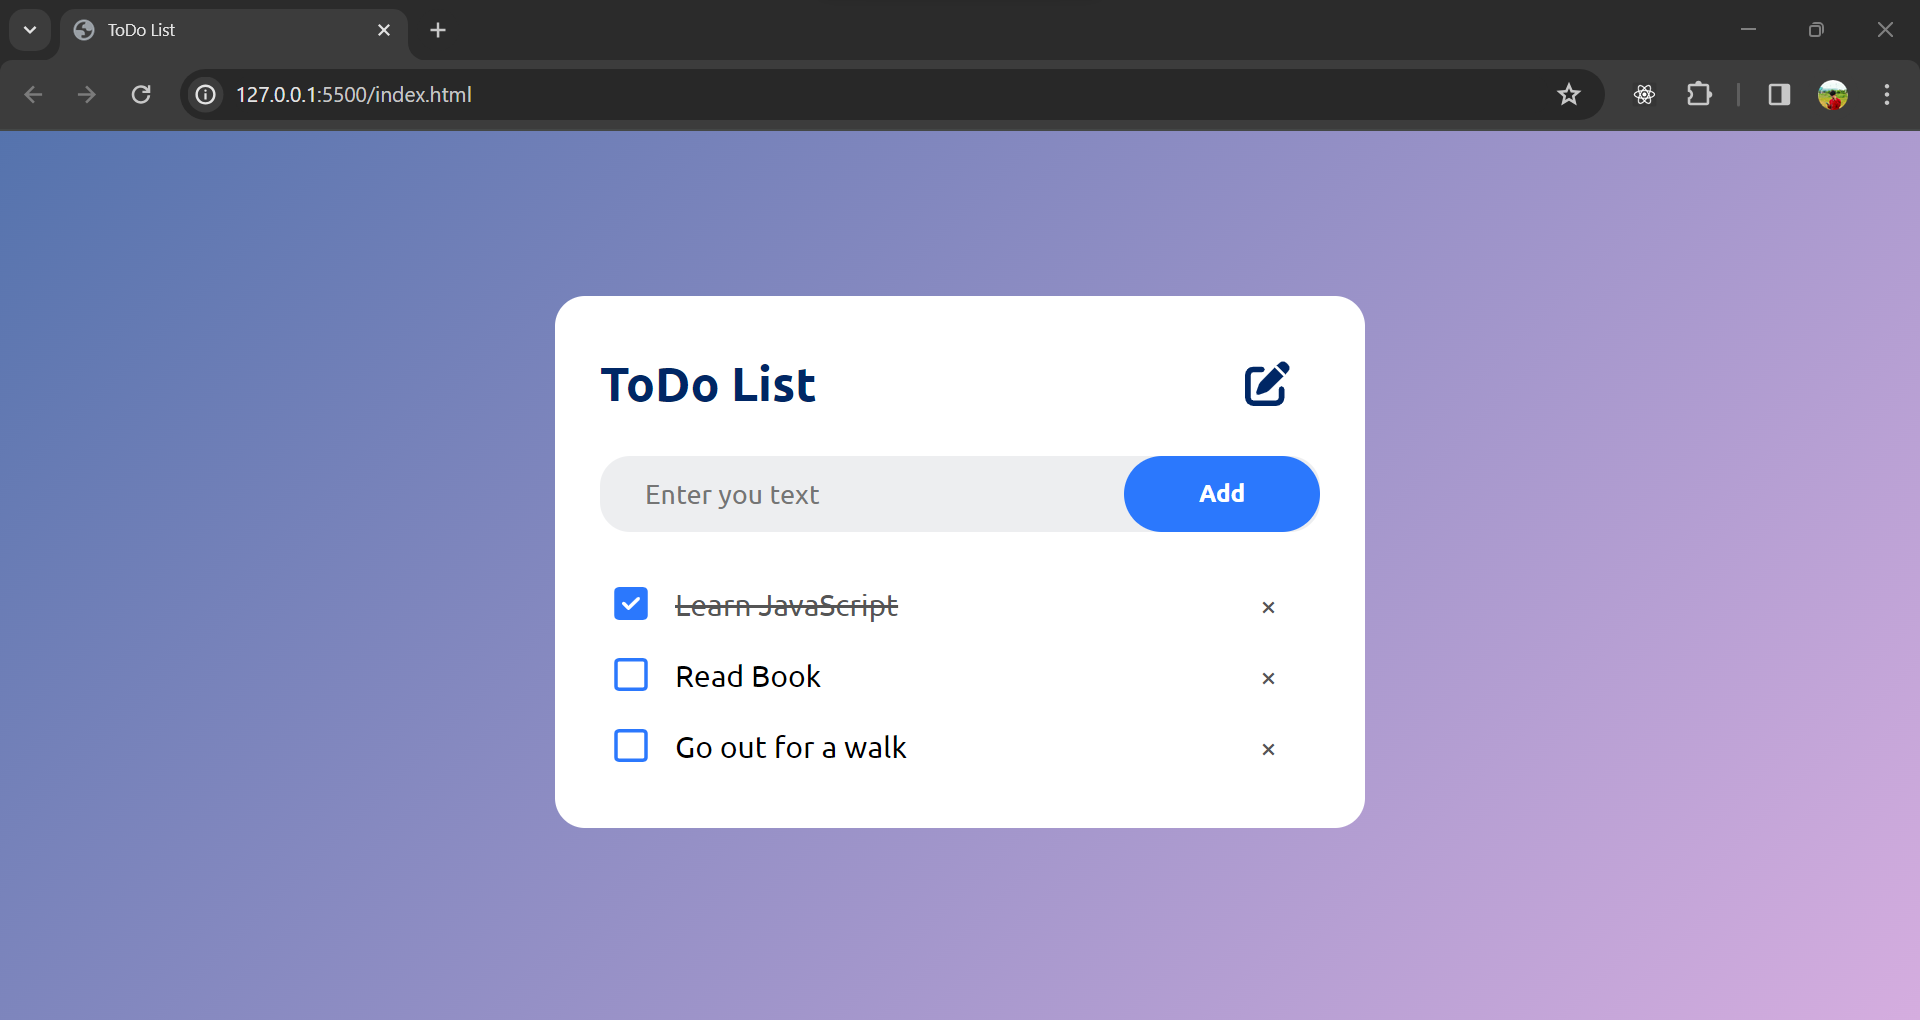 ToDo List
127.0.0.1:5500/index.html
ToDo List
Enter you text
Add
Learn JavaScript
Read Book
Go out for a walk